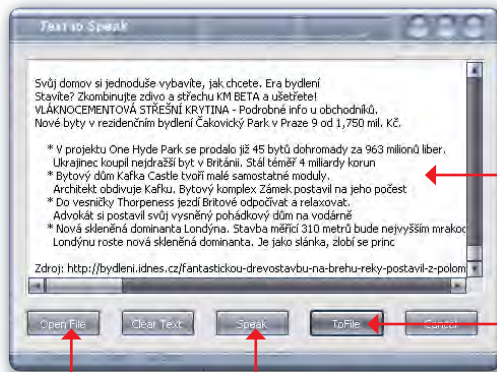 Text to Speak
Svůj domov si jednoduše vybavíte, jak chcete. Era bydlení
Stavíte? Zkombinujte zdivo a střechu KM BETA a ušetřete!
VLÁKNOCEMENTOVÁ STŘEŠNÍ KRYTINA - Podrobné info u obchodníků.
Nové byty v rezidenčním bydlení Čakovický Park v Praze 9 od 1,750 mil. Kč.
* V projektu One Hyde Park se prodalo již 45 bytů dohromady za 963 milionů liber.
Ukrajinec koupil nejdražší byt v Británii. Stál téměř 4 miliardy korun
* Bytový dům Kafka Castle tvoří malé samostatné moduly.
Architekt obdivuje Kafku. Bytový komplex Zámek postavil na jeho počest
* Do vesničky Thorpeness jezdí Britové odpočívat a relaxovat.
Advokát si postavil svůj vysněný pohádkový dům na vodárně
* Nová skleněná dominanta Londýna. Stavba měřící 310 metrů bude nejvyšším mrakod
Londýnu roste nová skleněná dominanta. Je jako slánka, zlobí se princ
Zdroj: http://bydleni.idnes.cz/fantastickou-drevostavbu-na-brehu-reky-postavil-z-polom
Open File Clear Text Speak ToFile Cancel